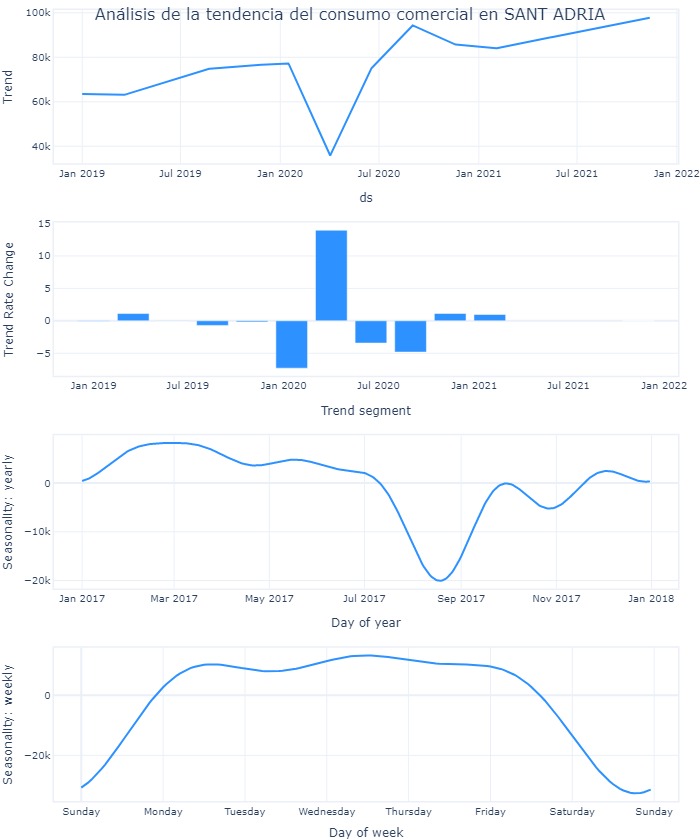 Análisis de la tendencia del consumo comercial en SANT ADRIA
100k
80k
60k
40k
Trend
Jan 2019 Jul 2019 Jan 2020 Jul 2020 Jan 2021 Jul 2021 Jan 2022
ds
15
10
5
0
−5
Trend Rate Change
Jan 2019 Jul 2019 Jan 2020 Jul 2020 Jan 2021 Jul 2021 Jan 2022
Trend segment
0
−10k
−20k
Seasonality: yearly
Jan 2017 Mar 2017 May 2017 Jul 2017 Sep 2017 Nov 2017 Jan 2018
Day of year
0
−20k
Seasonality: weekly
Sunday Monday Tuesday Wednesday Thursday Friday Saturday Sunday
Day of week